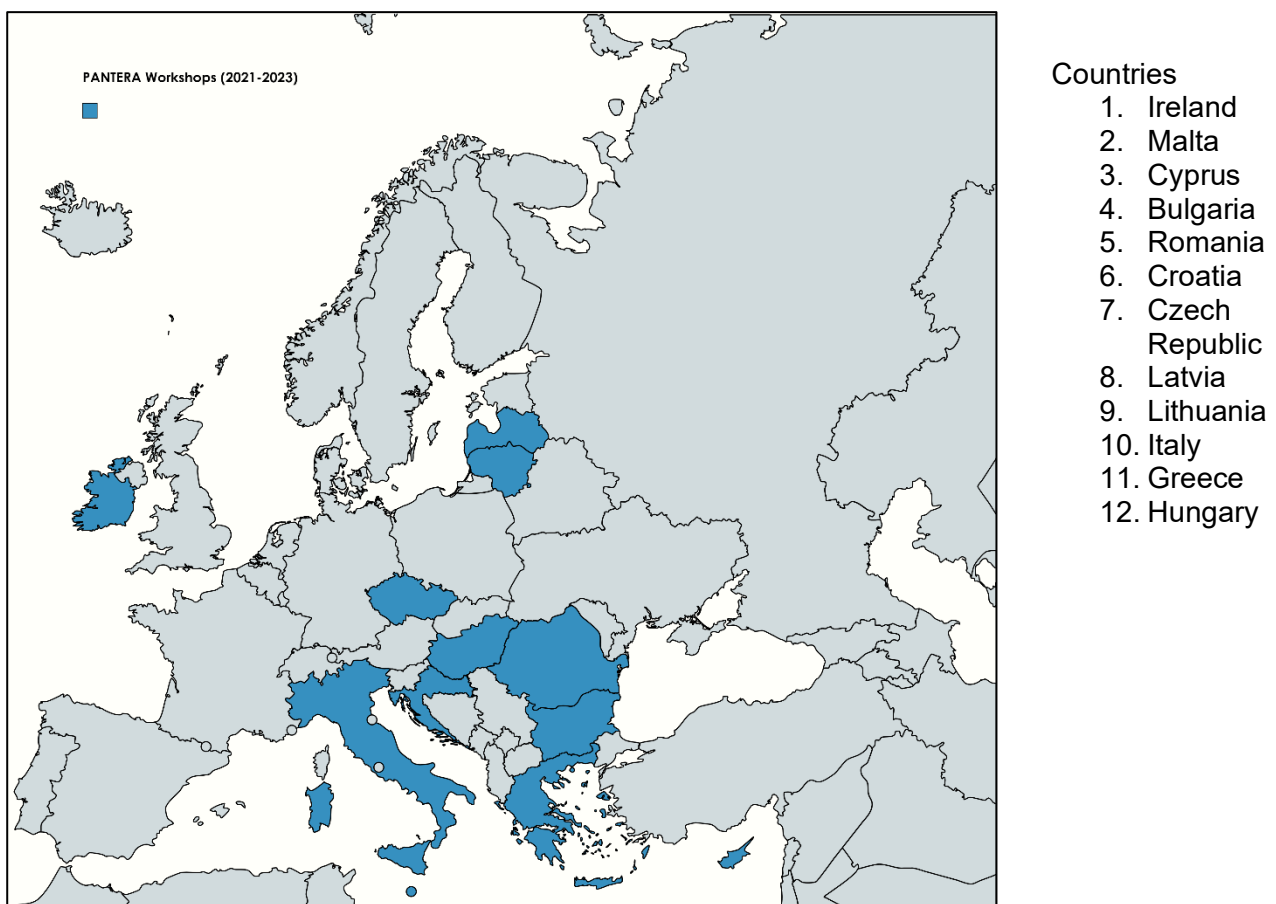 PANTERA Workshops (2021-2023)
Countries
1. Ireland
2. Malta
3. Cyprus
4. Bulgaria
5. Romania
6. Croatia
7. Czech
Republic
8. Latvia
9. Lithuania
10. Italy
11. Greece
12. Hungary